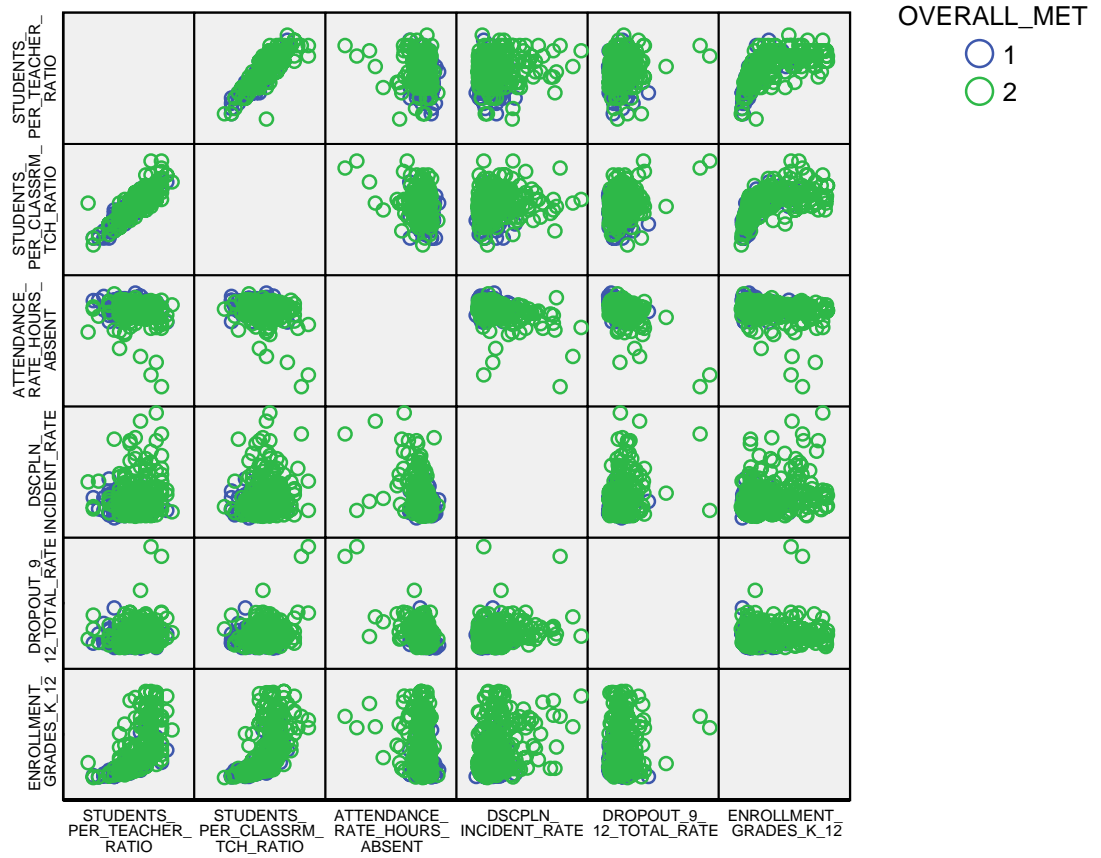 OVERALL_MET
1
2
STUDENTS_
PER_TEACHER_
RATIO
STUDENTS_
PER_CLASSRM_
TCH_RATIO
ATTENDANCE_
RATE_HOURS_
ABSENT
DSCPLN_
INCIDENT_RATE
DROPOUT_9_
12_TOTAL_RATE
ENROLLMENT_
GRADES_K_12
STUDENTS_
PER_TEACHER_
RATIO
STUDENTS_
PER_CLASSRM_
TCH_RATIO
ATTENDANCE_
RATE_HOURS_
ABSENT
DSCPLN_
INCIDENT_RATE
DROPOUT_9_
12_TOTAL_RATE
ENROLLMENT_
GRADES_K_12